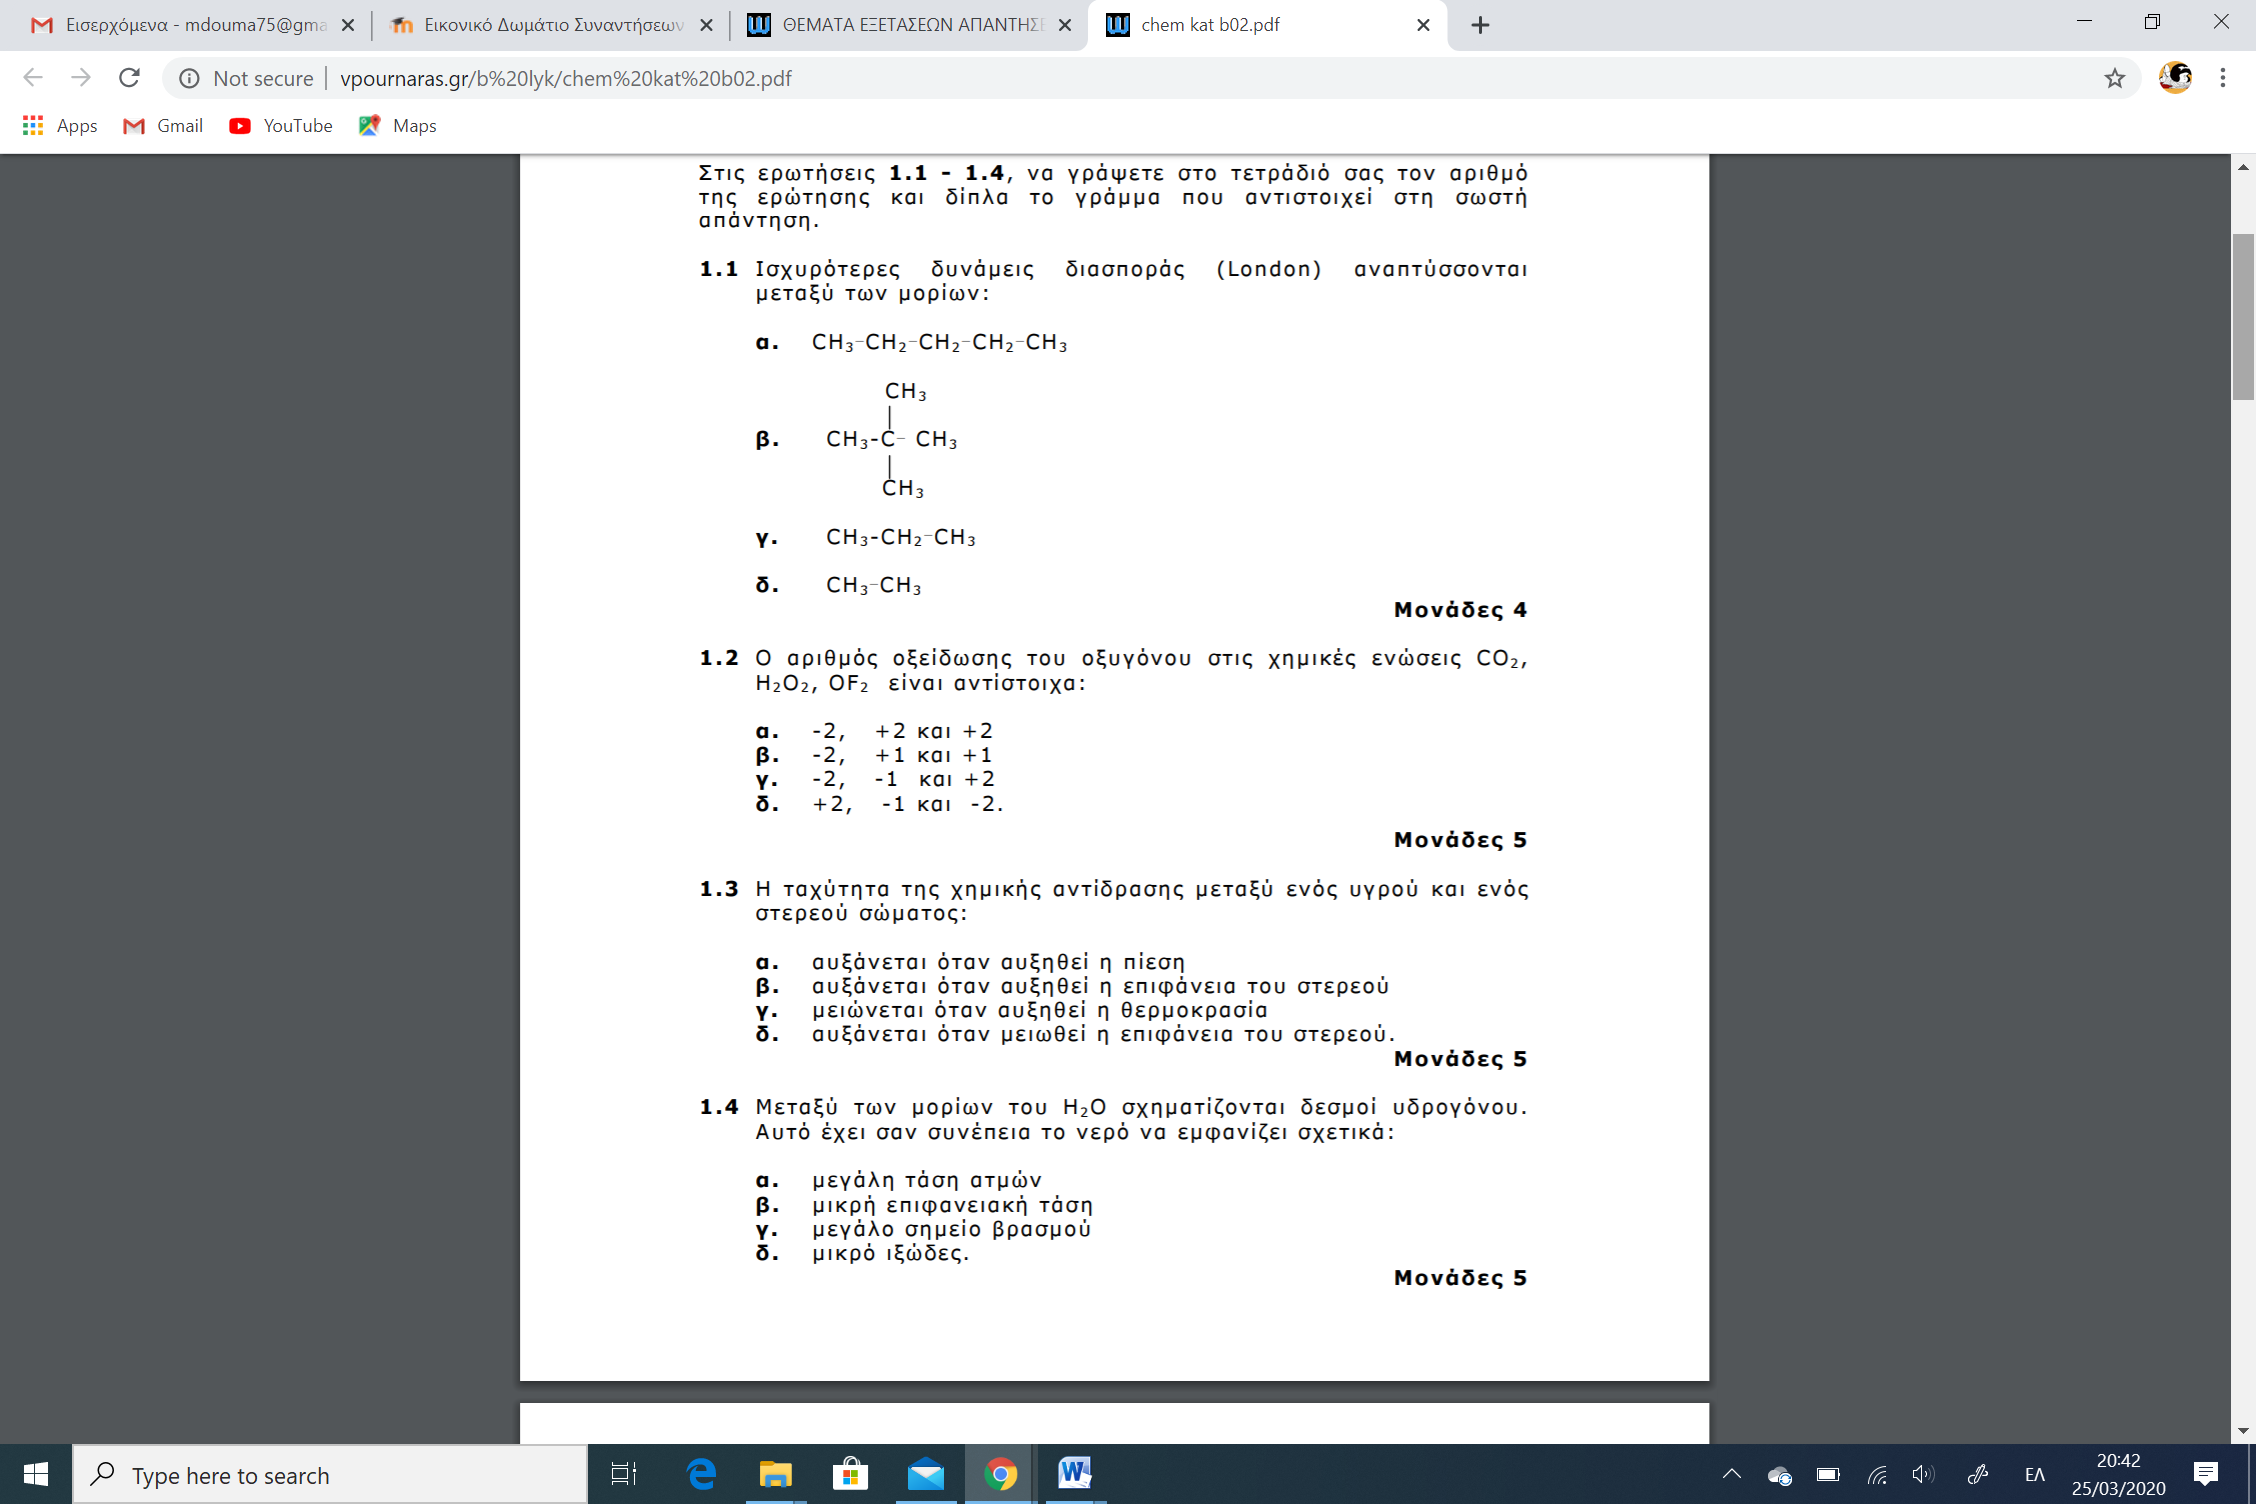 Εισερχόμενα - mdouma75@gma
Εικονικό Δωμάτιο Συναντήσεων
ΘΕΜΑΤΑ ΕΞΕΤΑΣΕΩΝ ΑΠΑΝΤΗΣΕ
chem kat b02.pdf
Not secure
vpournaras.gr/b%20lyk/chem%20kat%20b02.pdf
Apps Gmail YouTube Maps
Στις ερωτήσεις 1.1 - 1.4, να γράψετε στο τετράδιό σας τον αριθμό
της ερώτησης και δίπλα το γράμμα που αντιστοιχεί στη σωστή
απάντηση.
1.1 Ισχυρότερες δυνάμεις διασποράς (London) αναπτύσσονται
μεταξύ των μορίων:
α. CH₃-CH₂-CH₂-CH₂-CH₃
CH₃
|
β. CH₃-C- CH₃
|
CH₃
γ. CH₃-CH₂-CH₃
δ. CH₃-CH₃
Μονάδες 4
1.2 Ο αριθμός οξείδωσης του οξυγόνου στις χημικές ενώσεις CO₂,
H₂O₂, OF₂ είναι αντίστοιχα:
α. -2, +2 και +2
β. -2, +1 και +1
γ. -2, -1 και +2
δ. +2, -1 και -2.
Μονάδες 5
1.3 Η ταχύτητα της χημικής αντίδρασης μεταξύ ενός υγρού και ενός
στερεού σώματος:
α. αυξάνεται όταν αυξηθεί η πίεση
β. αυξάνεται όταν αυξηθεί η επιφάνεια του στερεού
γ. μειώνεται όταν αυξηθεί η θερμοκρασία
δ. αυξάνεται όταν μειωθεί η επιφάνεια του στερεού.
Μονάδες 5
1.4 Μεταξύ των μορίων του H₂O σχηματίζονται δεσμοί υδρογόνου.
Αυτό έχει σαν συνέπεια το νερό να εμφανίζει σχετικά:
α. μεγάλη τάση ατμών
β. μικρή επιφανειακή τάση
γ. μεγάλο σημείο βρασμού
δ. μικρό ιξώδες.
Μονάδες 5
Type here to search
ΕΛ
20:42
25/03/2020